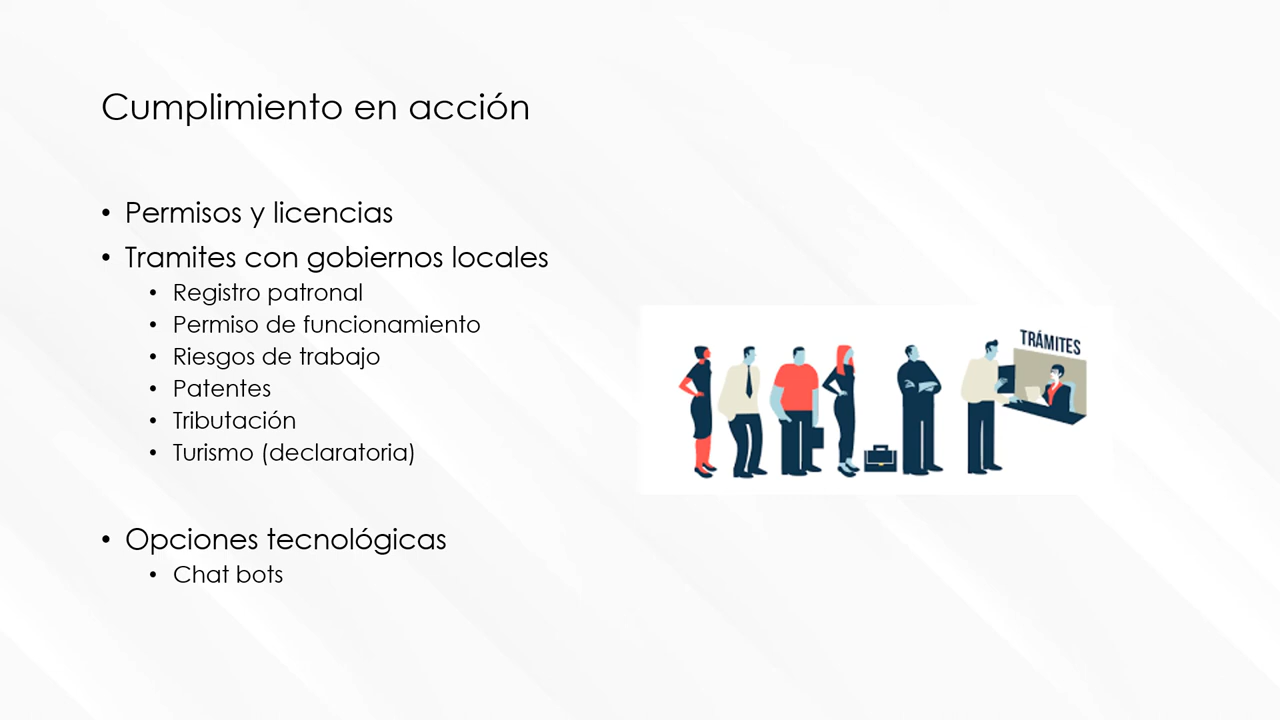 Cumplimiento en acción
• Permisos y licencias
• Tramites con gobiernos locales
• Registro patronal
• Permiso de funcionamiento
• Riesgos de trabajo
• Patentes
• Tributación
• Turismo (declaratoria)
• Opciones tecnológicas
• Chat bots
TRÁMITES